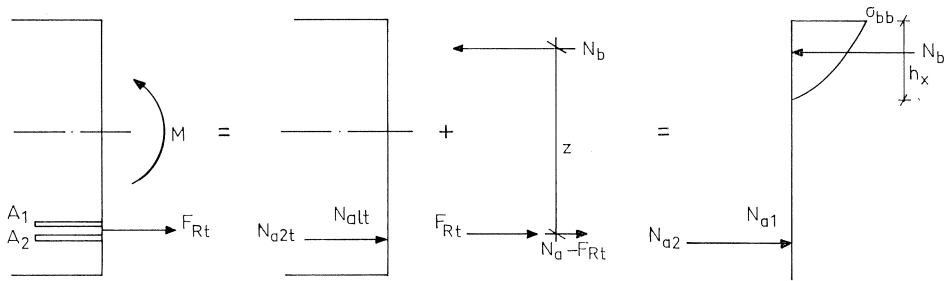 A1
A2
M
FRt
=
Na2t
Nalt
+
Nb
z
FRt
Na – FRt
=
σbb
Nb
hx
Na1
Na2